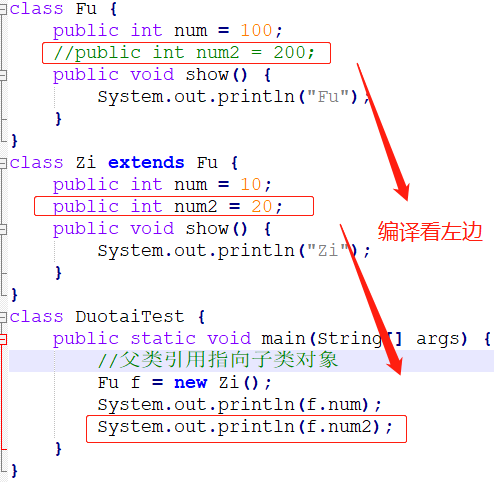 class Fu {
    public int num = 100;
    //public int num2 = 200;
    public void show() {
        System.out.println("Fu");
    }
}
class Zi extends Fu {
    public int num = 10;
    public int num2 = 20;
    public void show() {
        System.out.println("Zi");
    }
}
编译看左边
class DuotaiTest {
    public static void main(String[] args) {
        //父类引用指向子类对象
        Fu f = new Zi();
        System.out.println(f.num);
        System.out.println(f.num2);
    }
}